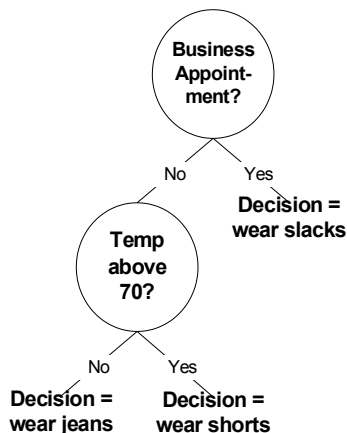 Business
Appoint-
ment?
No
Yes
Decision =
wear slacks
Temp
above
70?
No
Yes
Decision =
wear jeans
Decision =
wear shorts